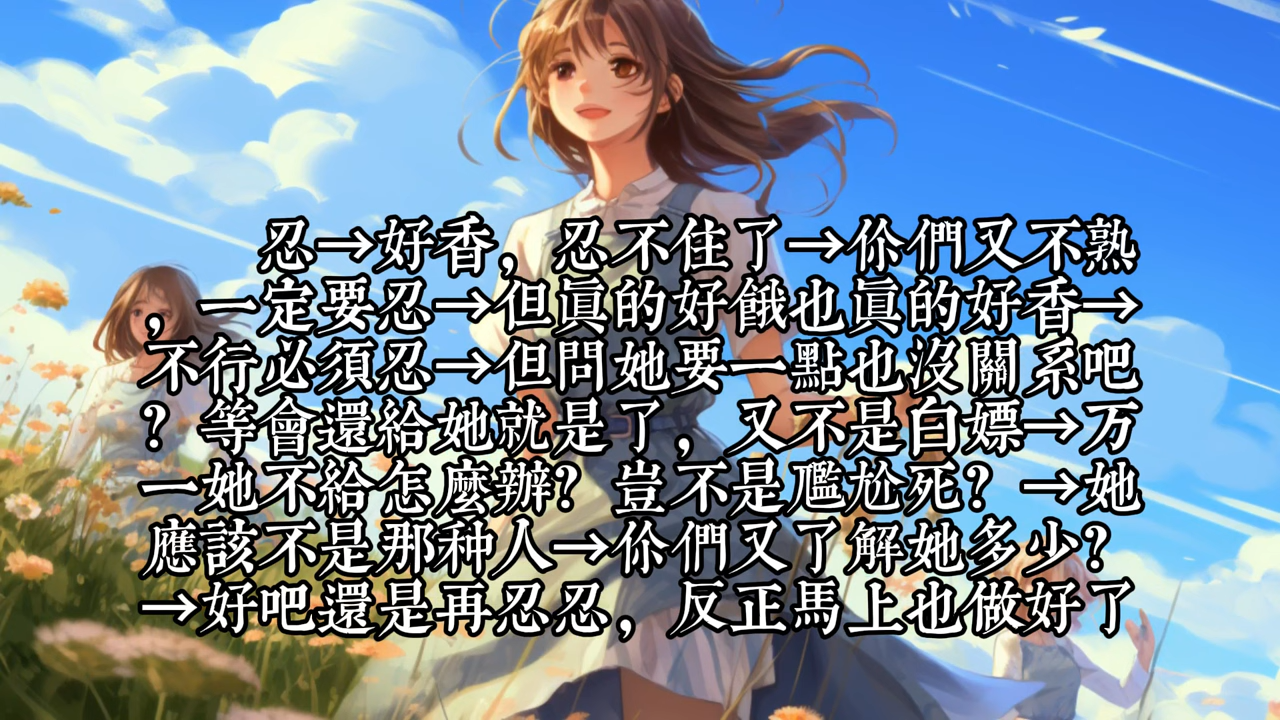 忍→好香，忍不住了→你們又不熟
，一定要忍→但眞的好餓也眞的好香→
不行必須忍→但問她要一點也沒關系吧
？等會還給她就是了，又不是白嫖→万
一她不給怎麼辦？豈不是尷尬死？→她
應該不是那种人→你們又了解她多少？
→好吧還是再忍忍，反正馬上也做好了